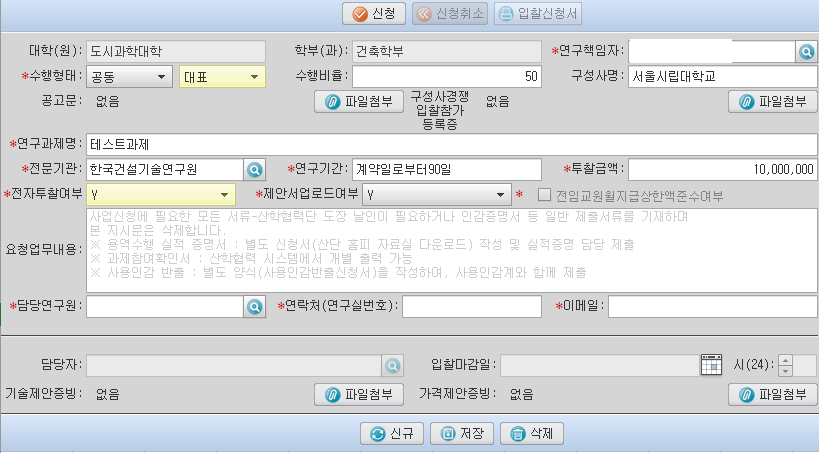 신청 신청취소 입찰신청서
대학(원): 도시과학대학 학부(과): 건축학부 *연구책임자:
*수행형태: 공동 대표 수행비율: 50 구성사명: 서울시립대학교
공고문: 없음 파일첨부 구성사경쟁 입찰참가 등록증 없음 파일첨부
*연구과제명: 테스트과제
*전문기관: 한국건설기술연구원 *연구기간: 계약일로부터90일 *투찰금액: 10,000,000
*전자투찰여부 Y *제안서업로드여부 Y * 전임교원월지급상한액준수여부
사업신청에 필요한 모든 서류-산학협력단 도장 날인이 필요하거나 인감증명서 등 일반 제출서류를 기재하며
본 지시문은 삭제합니다.
요청업무내용: ※ 용역수행 실적 증명서 : 별도 신청서(산단 홈피 자료실 다운로드) 작성 및 실적증명 담당 제출
※ 과제참여확인서 : 산학협력 시스템에서 개별 출력 가능
※ 사용인감 반출 : 별도 양식(사용인감반출신청서)을 작성하여, 사용인감계와 함께 제출
*담당연구원: *연락처(연구실번호): *이메일:
담당자: 입찰마감일: 시(24):
기술제안증빙: 없음 파일첨부 가격제안증빙: 없음 파일첨부
신규 저장 삭제